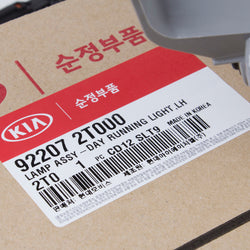 순정부품
KIA 순정부품
92207 2T000
LAMP ASSY-DAY RUNNING LIGHT,LH
2T0 1 PC CD12 SLT9
MADE IN KOREA